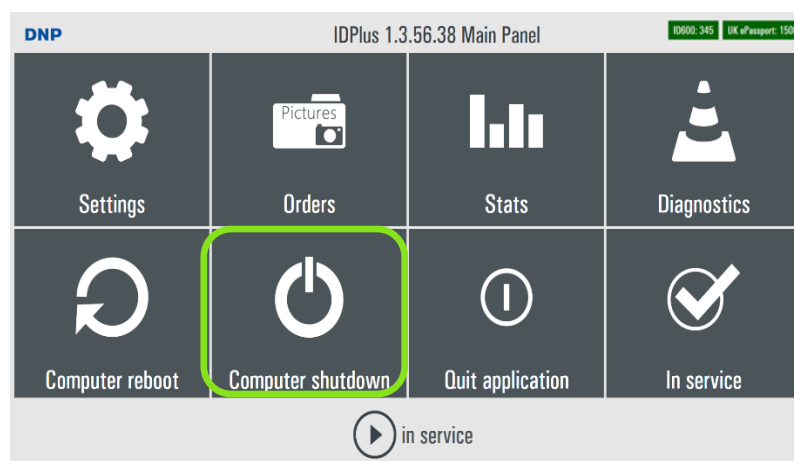 DNP
IDPlus 1.3.56.38 Main Panel
ID600: 345
UK ePassport: 150
Pictures
Settings
Orders
Stats
Diagnostics
Computer reboot
Computer shutdown
Quit application
In service
in service